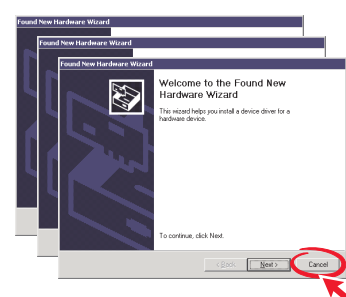 Found New Hardware Wizard
Found New Hardware Wizard
Found New Hardware Wizard
Welcome to the Found New
Hardware Wizard
This wizard helps you install a device driver for a
hardware device.
To continue, click Next.
< Back
Next >
Cancel